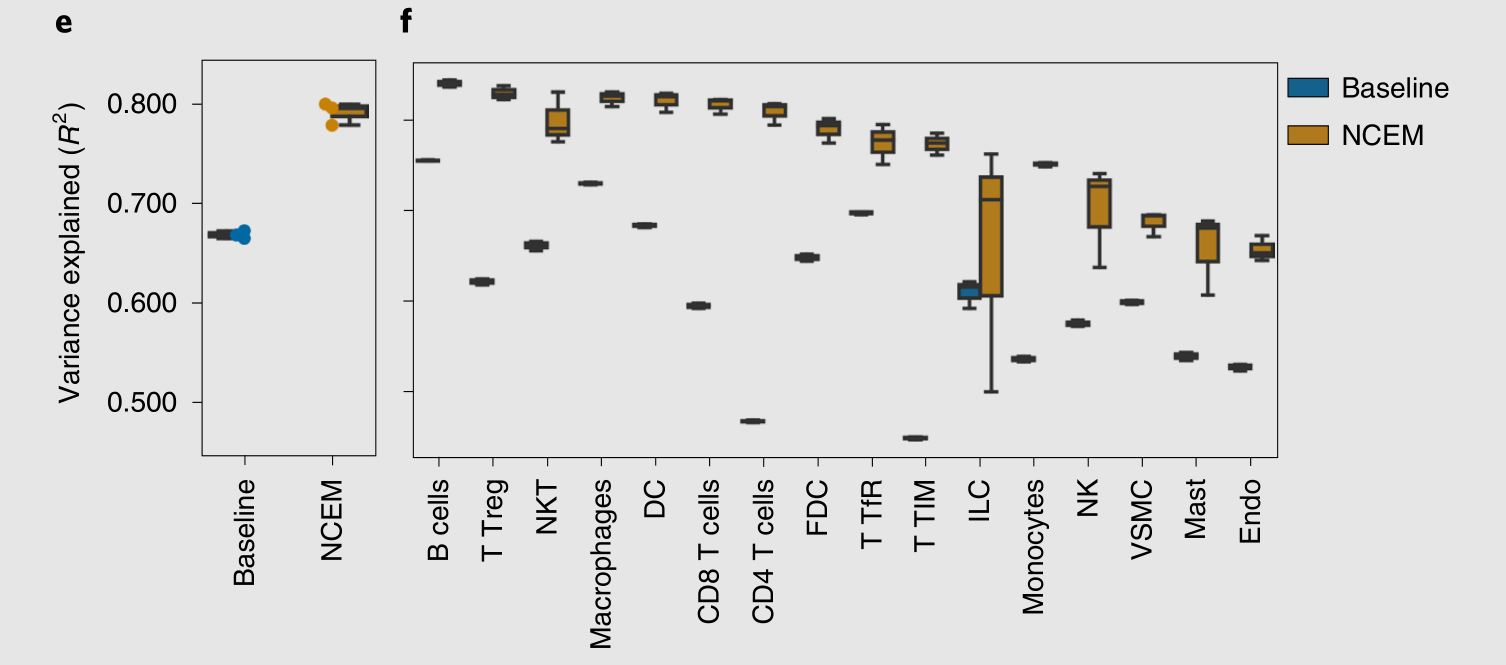 e
f
Variance explained (R²)
0.800
0.700
0.600
0.500
Baseline
NCEM
B cells
T Treg
NKT
Macrophages
DC
CD8 T cells
CD4 T cells
FDC
T TfR
T TIM
ILC
Monocytes
NK
VSMC
Mast
Endo
Baseline
NCEM